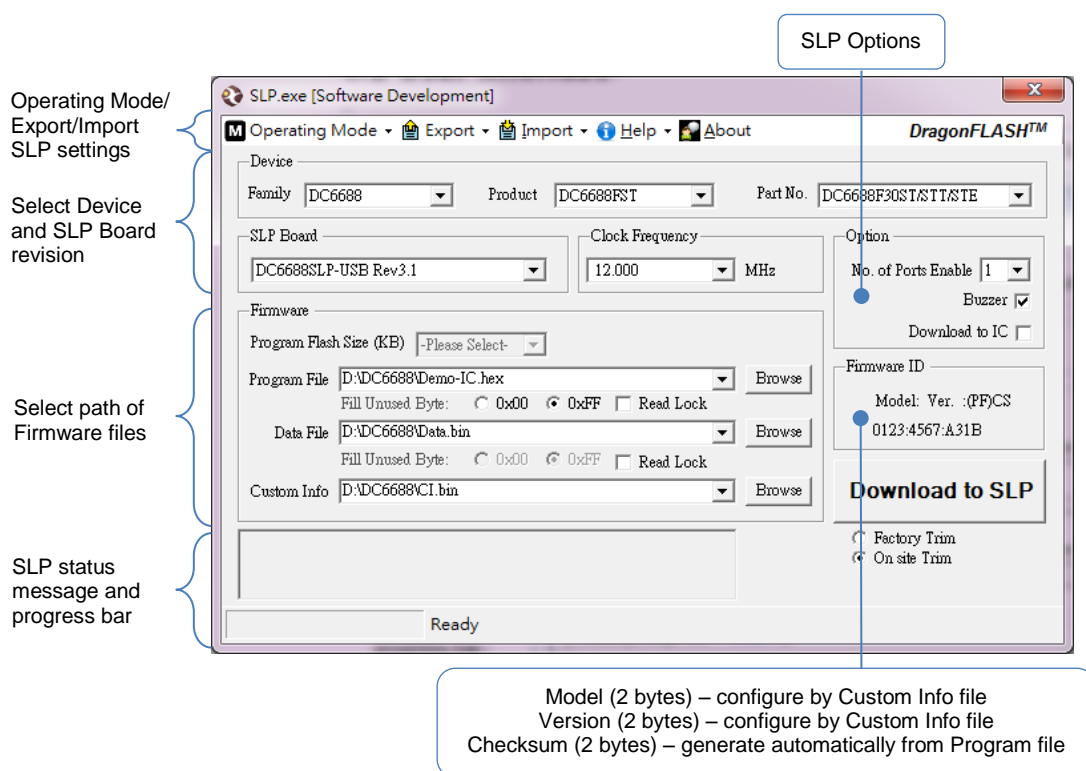 SLP Options
Operating Mode/
Export/Import
SLP settings
Select Device
and SLP Board
revision
Select path of
Firmware files
SLP status
message and
progress bar
SLP.exe [Software Development]
M Operating Mode Export Import Help About DragonFLASH™
Device
Family DC6688 Product DC6688FST Part No. DC6688F30ST/STT/STE
SLP Board Clock Frequency Option
DC6688SLP-USB Rev3.1 12.000 MHz No. of Ports Enable 1
Buzzer
Download to IC
Firmware
Program Flash Size (KB) -Please Select-
Program File D:\DC6688\Demo-IC.hex Browse
Fill Unused Byte: 0x00 0xFF Read Lock
Data File D:\DC6688\Data.bin Browse
Fill Unused Byte: 0x00 0xFF Read Lock
Custom Info D:\DC6688\CI.bin Browse
Firmware ID
Model: Ver. :(PF)CS
0123:4567:A31B
Download to SLP
Factory Trim
On site Trim
Ready
Model (2 bytes) – configure by Custom Info file
Version (2 bytes) – configure by Custom Info file
Checksum (2 bytes) – generate automatically from Program file